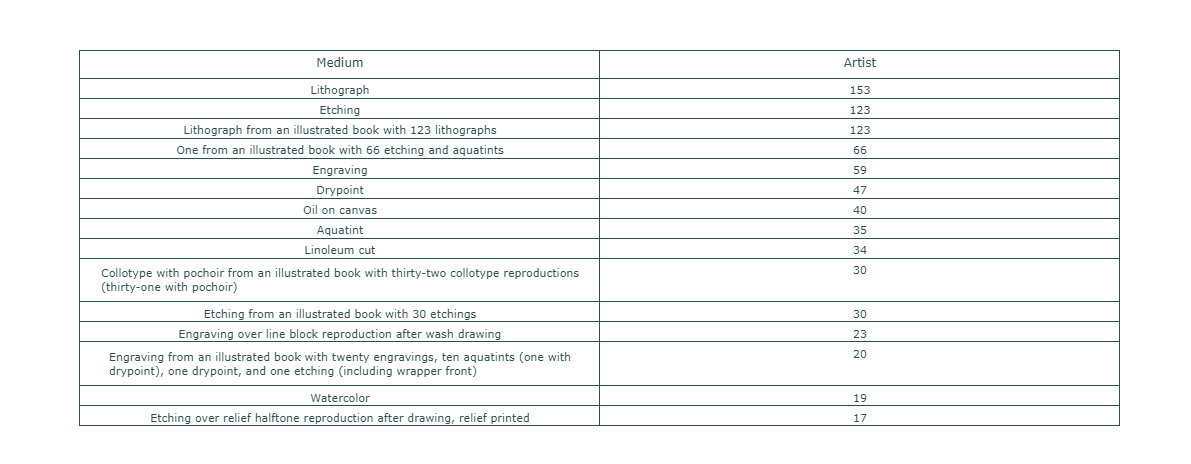 Medium Artist
Lithograph 153
Etching 123
Lithograph from an illustrated book with 123 lithographs 123
One from an illustrated book with 66 etching and aquatints 66
Engraving 59
Drypoint 47
Oil on canvas 40
Aquatint 35
Linoleum cut 34
Collotype with pochoir from an illustrated book with thirty-two collotype reproductions 30
(thirty-one with pochoir)
Etching from an illustrated book with 30 etchings 30
Engraving over line block reproduction after wash drawing 23
Engraving from an illustrated book with twenty engravings, ten aquatints (one with 20
drypoint), one drypoint, and one etching (including wrapper front)
Watercolor 19
Etching over relief halftone reproduction after drawing, relief printed 17